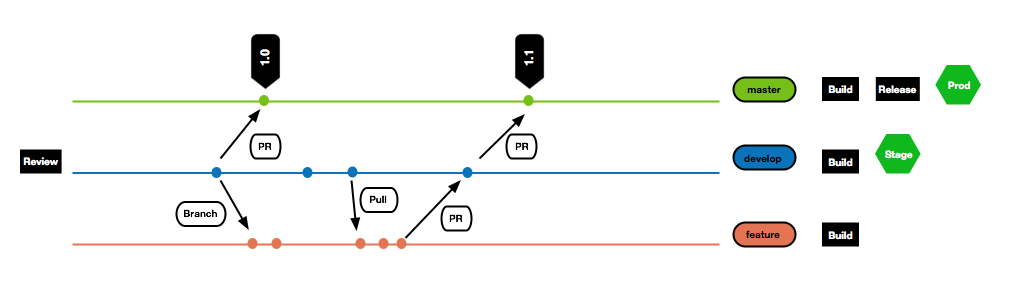 1.0
1.1
master
Build
Release
Prod
PR
PR
Review
develop
Build
Stage
Branch
Pull
PR
feature
Build